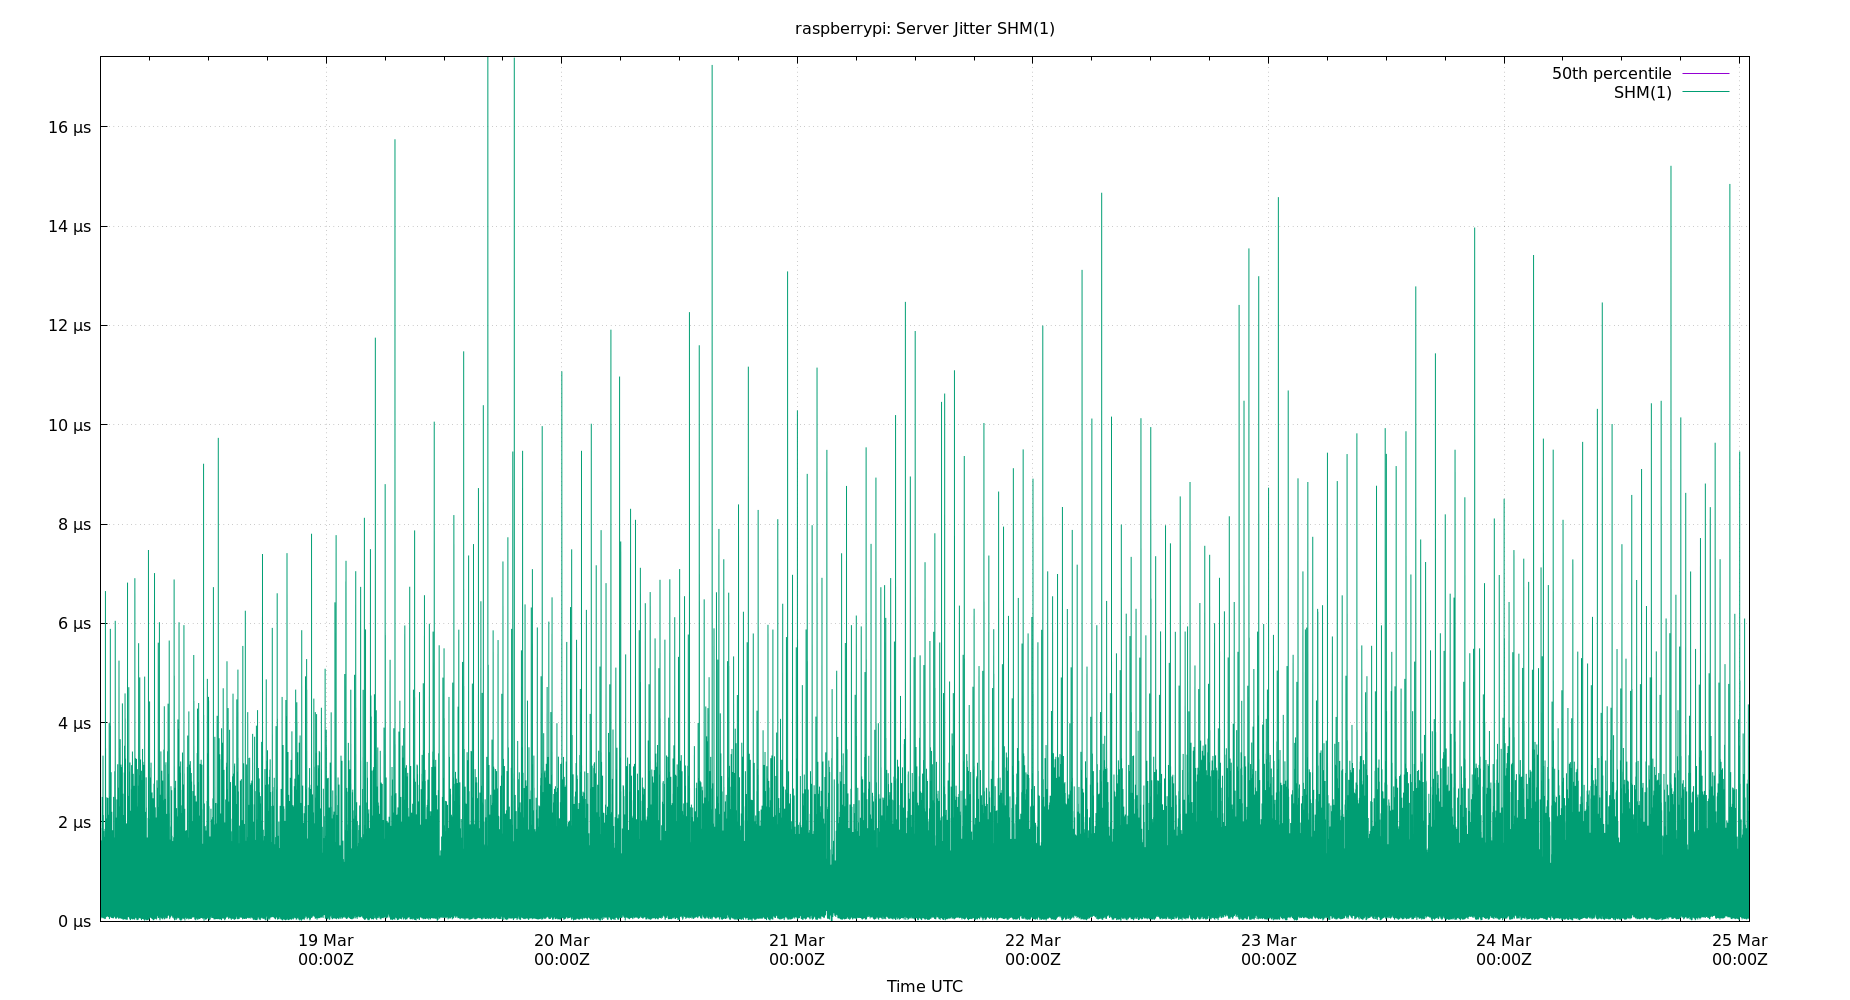 raspberrypi: Server Jitter SHM(1)
50th percentile
SHM(1)
16 µs
14 µs
12 µs
10 µs
8 µs
6 µs
4 µs
2 µs
0 µs
19 Mar
00:00Z
20 Mar
00:00Z
21 Mar
00:00Z
22 Mar
00:00Z
23 Mar
00:00Z
24 Mar
00:00Z
25 Mar
00:00Z
Time UTC